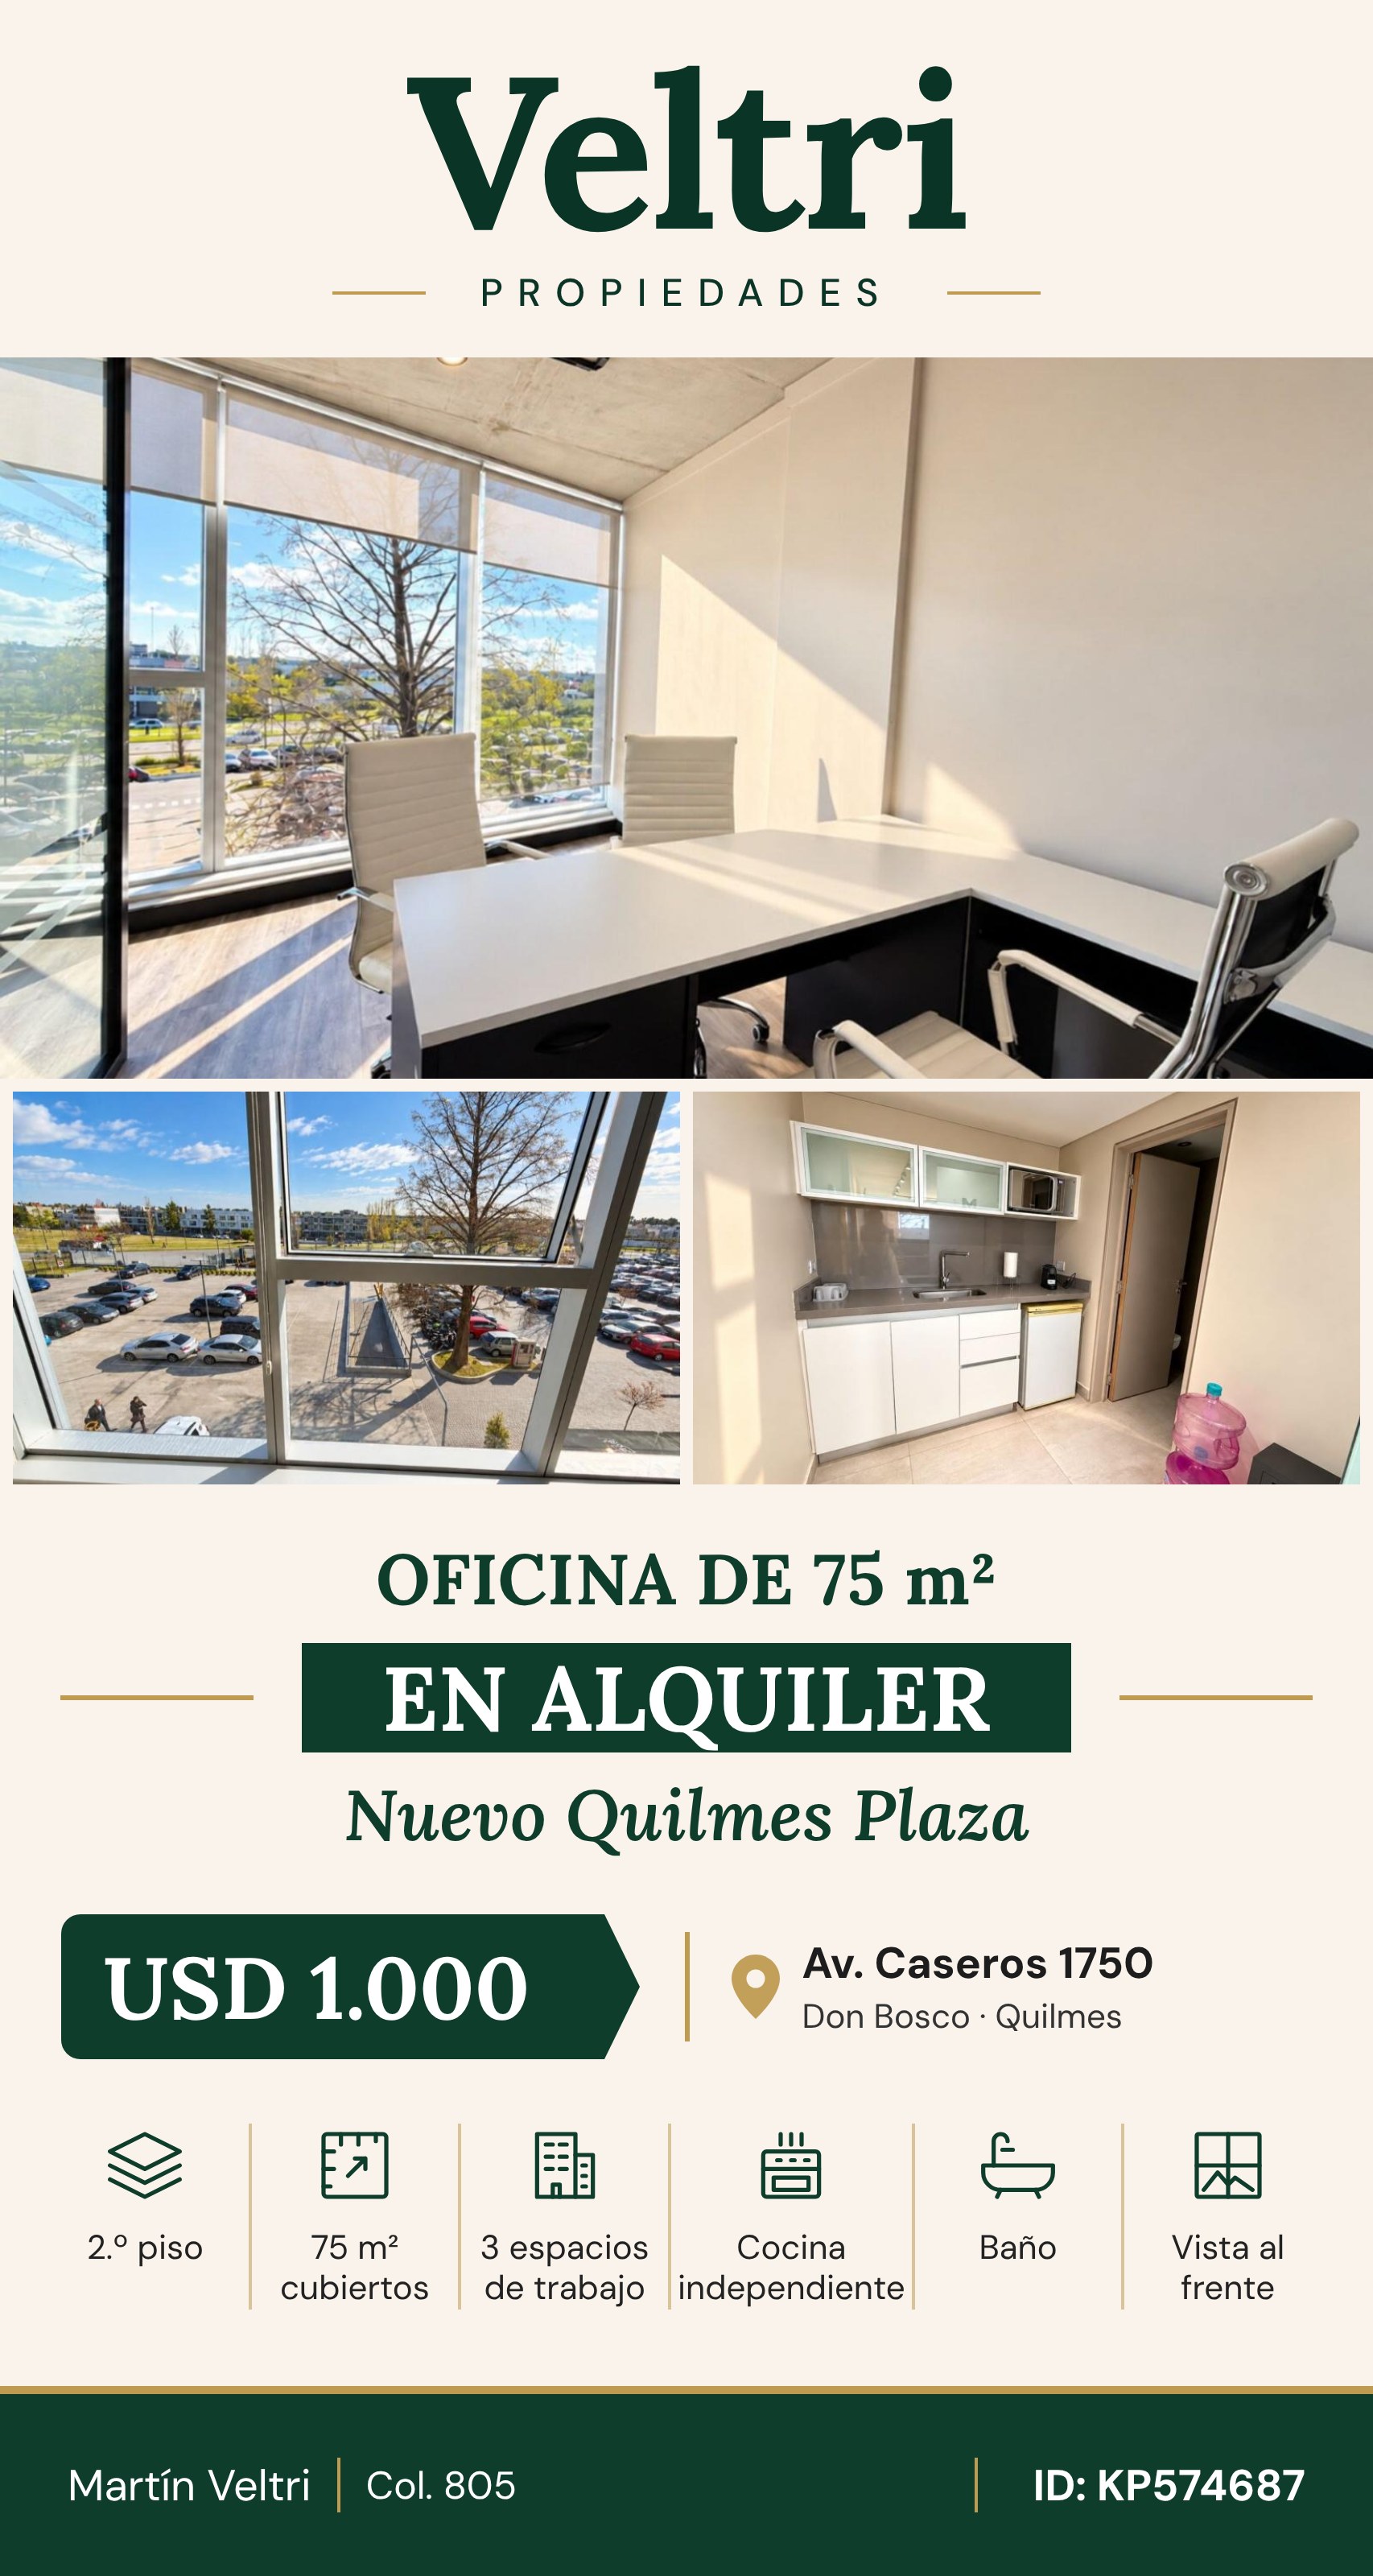 Veltri
PROPIEDADES
OFICINA DE 75 m²
EN ALQUILER
Nuevo Quilmes Plaza
USD 1.000
Av. Caseros 1750
Don Bosco · Quilmes
2.º piso
75 m²
cubiertos
3 espacios
de trabajo
Cocina
independiente
Baño
Vista al
frente
Martín Veltri
Col. 805
ID: KP574687